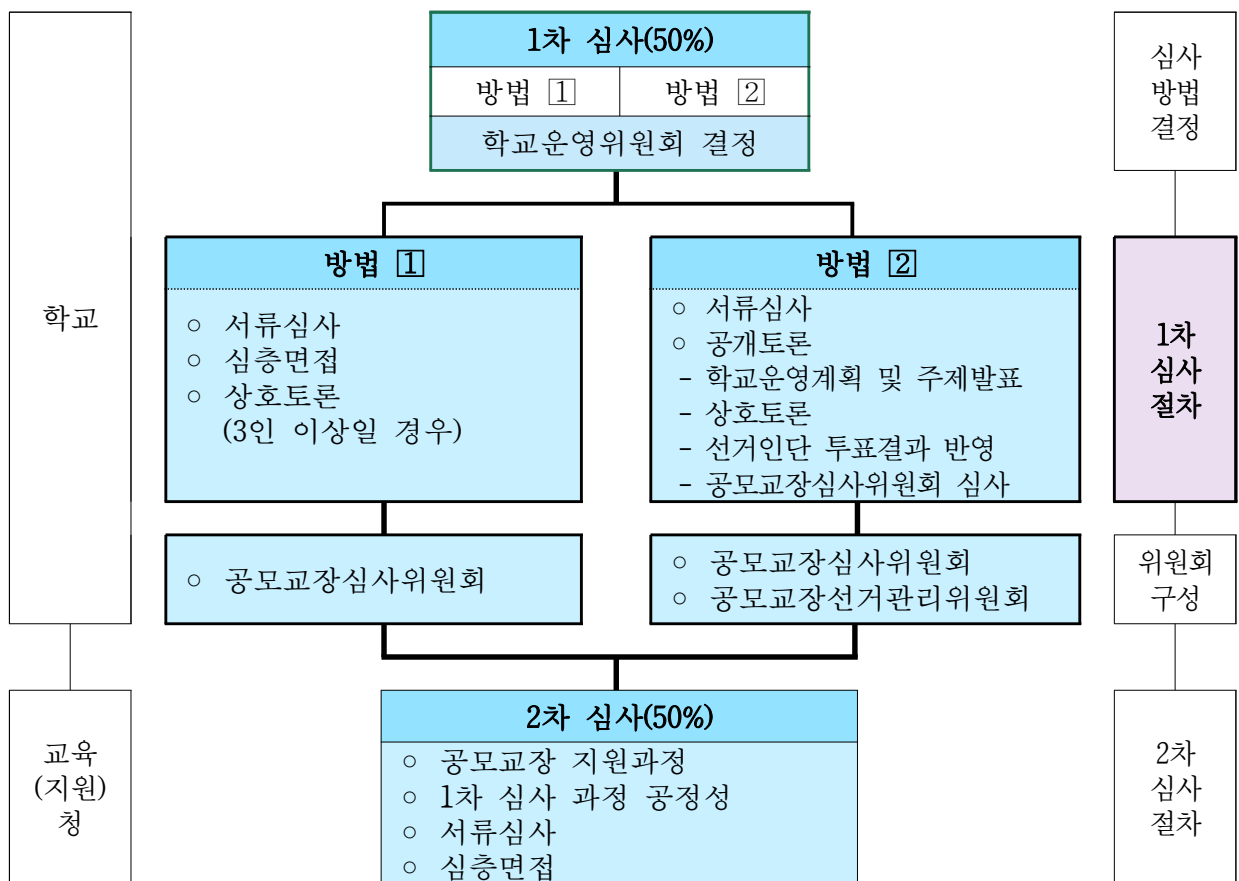 1차 심사(50%)
방법 1 방법 2
학교운영위원회 결정
심사
방법
결정
학교
방법 1
○ 서류심사
○ 심층면접
○ 상호토론
(3인 이상일 경우)
방법 2
○ 서류심사
○ 공개토론
- 학교운영계획 및 주제발표
- 상호토론
- 선거인단 투표결과 반영
- 공모교장심사위원회 심사
1차
심사
절차
○ 공모교장심사위원회
○ 공모교장심사위원회
○ 공모교장선거관리위원회
위원회
구성
교육
(지원)
청
2차 심사(50%)
○ 공모교장 지원과정
○ 1차 심사 과정 공정성
○ 서류심사
○ 심층면접
2차
심사
절차